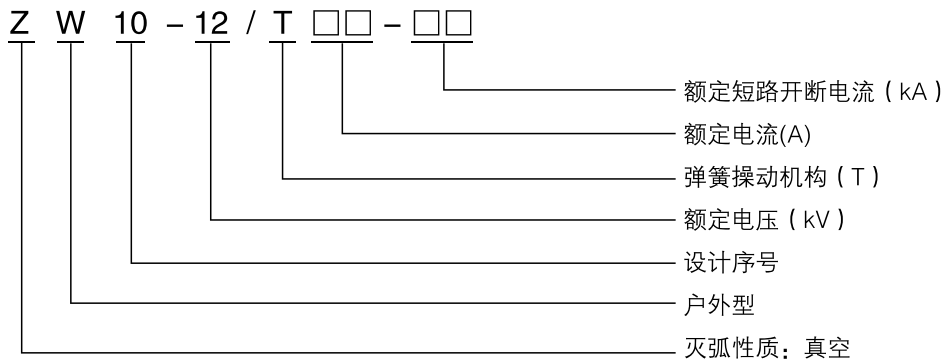 ZW10-12/T□□-□□
额定短路开断电流（kA）
额定电流(A)
弹簧操动机构（T）
额定电压（kV）
设计序号
户外型
灭弧性质：真空